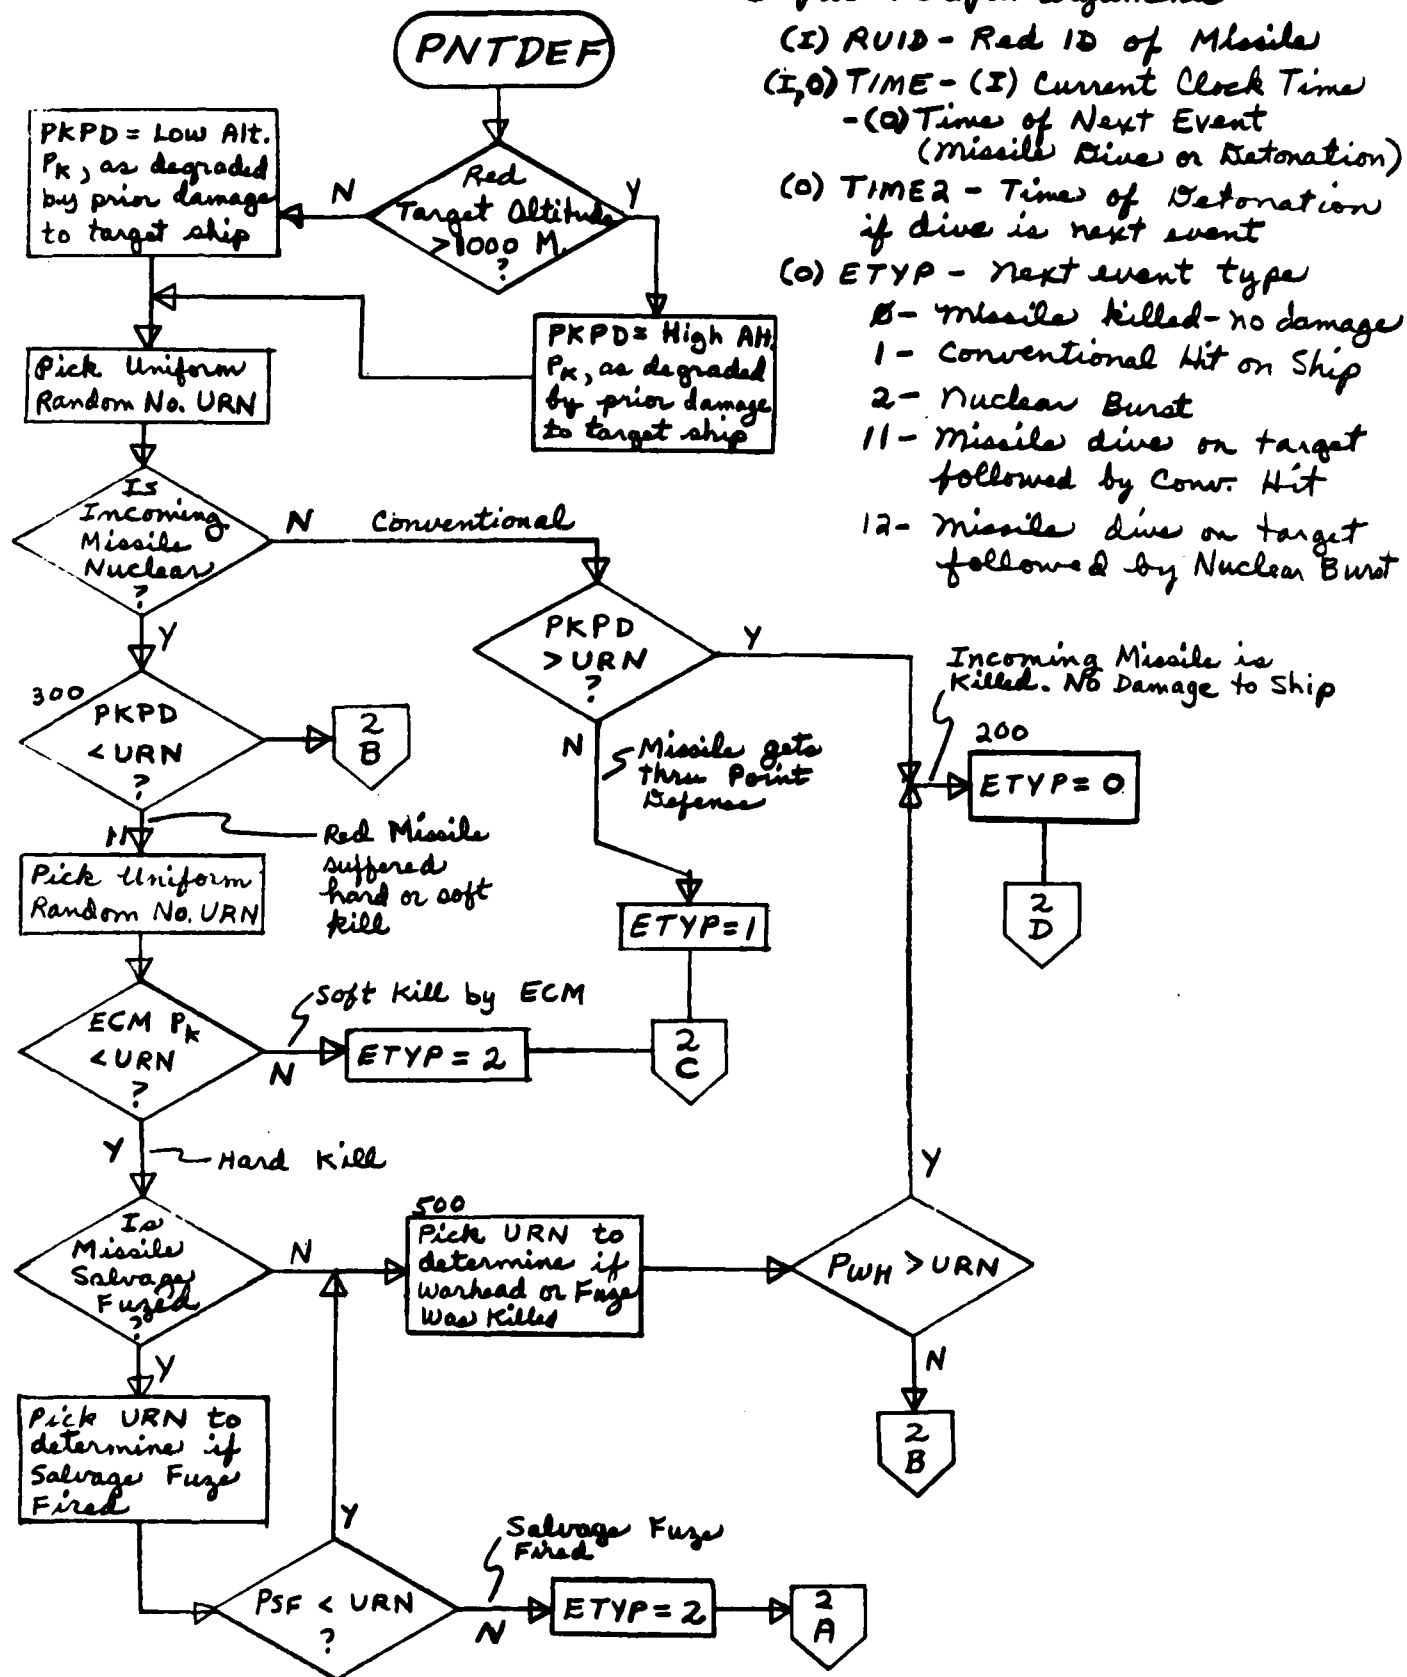 PNTDEF
(I) RUID - Red ID of Missile
(I,O) TIME - (I) Current Clock Time
- (O) Time of Next Event
(Missile Dive or Detonation)
(O) TIME2 - Time of Detonation
if dive is next event
(O) ETYP - Next event type
0 - Missile killed - no damage
1 - Conventional Hit on Ship
2 - Nuclear Burst
11 - Missile dive on target
followed by Conv. Hit
12 - Missile dive on target
followed by Nuclear Burst
PKPD = Low Alt.
PK, as degraded
by prior damage
to target ship
N
Red
Target Altitude
> 1000 M.
?
Y
PKPD = High Alt.
PK, as degraded
by prior damage
to target ship
Pick Uniform
Random No. URN
Is
Incoming
Missile
Nuclear
?
N Conventional
Y
PKPD
> URN
?
Y
N
Missile gets
thru Point
Defense
Incoming Missile is
Killed. No Damage to Ship
200
ETYP = 0
2
D
300
PKPD
< URN
?
2
B
N
Red Missile
suffered
hard or soft
kill
Pick Uniform
Random No. URN
ETYP = 1
ECM Pk
< URN
?
N
Soft Kill by ECM
ETYP = 2
2
C
Y
Hard Kill
Is
Missile
Salvage
Fuzed
?
N
500
Pick URN to
determine if
Warhead or Fuze
Was Killed
PWH > URN
Y
N
2
B
Y
Pick URN to
determine if
Salvage Fuze
Fired
Y
PSF < URN
?
N
Salvage Fuze
Fired
ETYP = 2
2
A